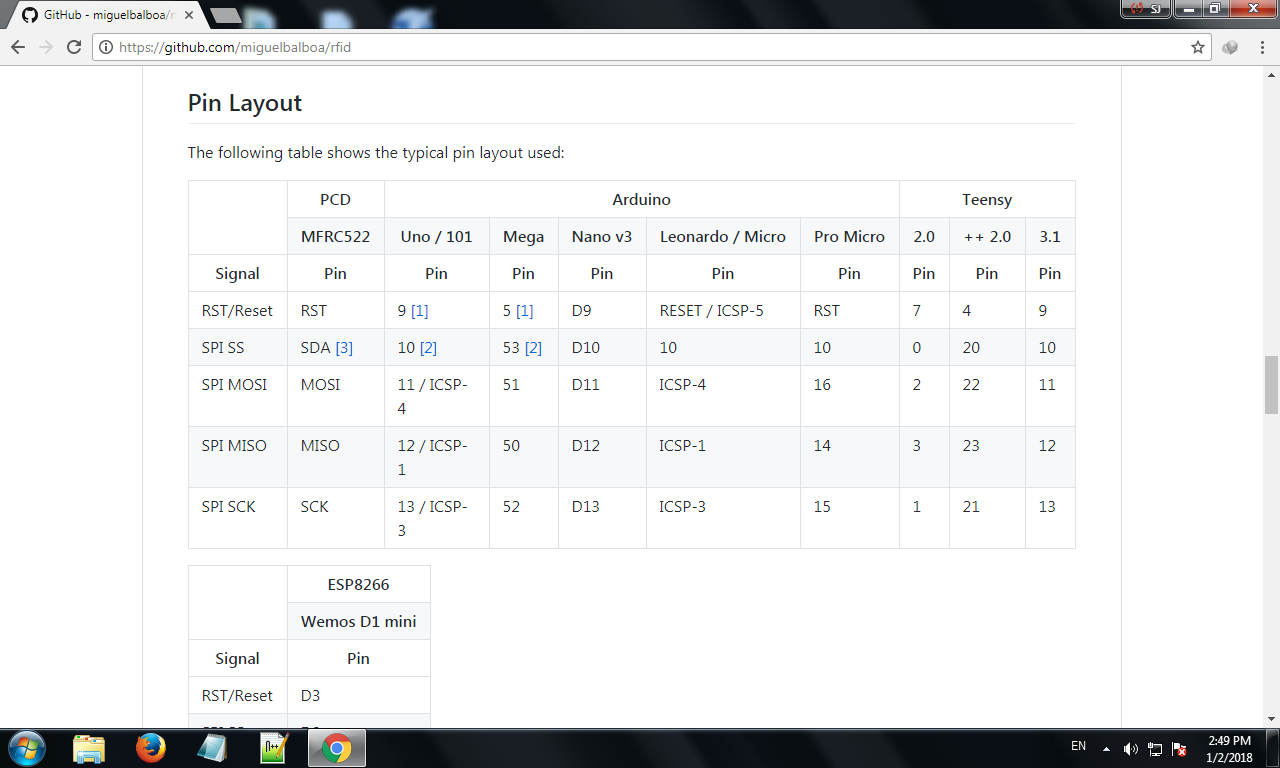 GitHub - miguelbalboa/r
SJ
https://github.com/miguelbalboa/rfid
Pin Layout
The following table shows the typical pin layout used:
PCD Arduino Teensy
MFRC522 Uno / 101 Mega Nano v3 Leonardo / Micro Pro Micro 2.0 ++ 2.0 3.1
Signal Pin Pin Pin Pin Pin Pin Pin Pin Pin
RST/Reset RST 9 [1] 5 [1] D9 RESET / ICSP-5 RST 7 4 9
SPI SS SDA [3] 10 [2] 53 [2] D10 10 10 0 20 10
SPI MOSI MOSI 11 / ICSP- 51 D11 ICSP-4 16 2 22 11
4
SPI MISO MISO 12 / ICSP- 50 D12 ICSP-1 14 3 23 12
1
SPI SCK SCK 13 / ICSP- 52 D13 ICSP-3 15 1 21 13
3
ESP8266
Wemos D1 mini
Signal Pin
RST/Reset D3
EN 2:49 PM
1/2/2018